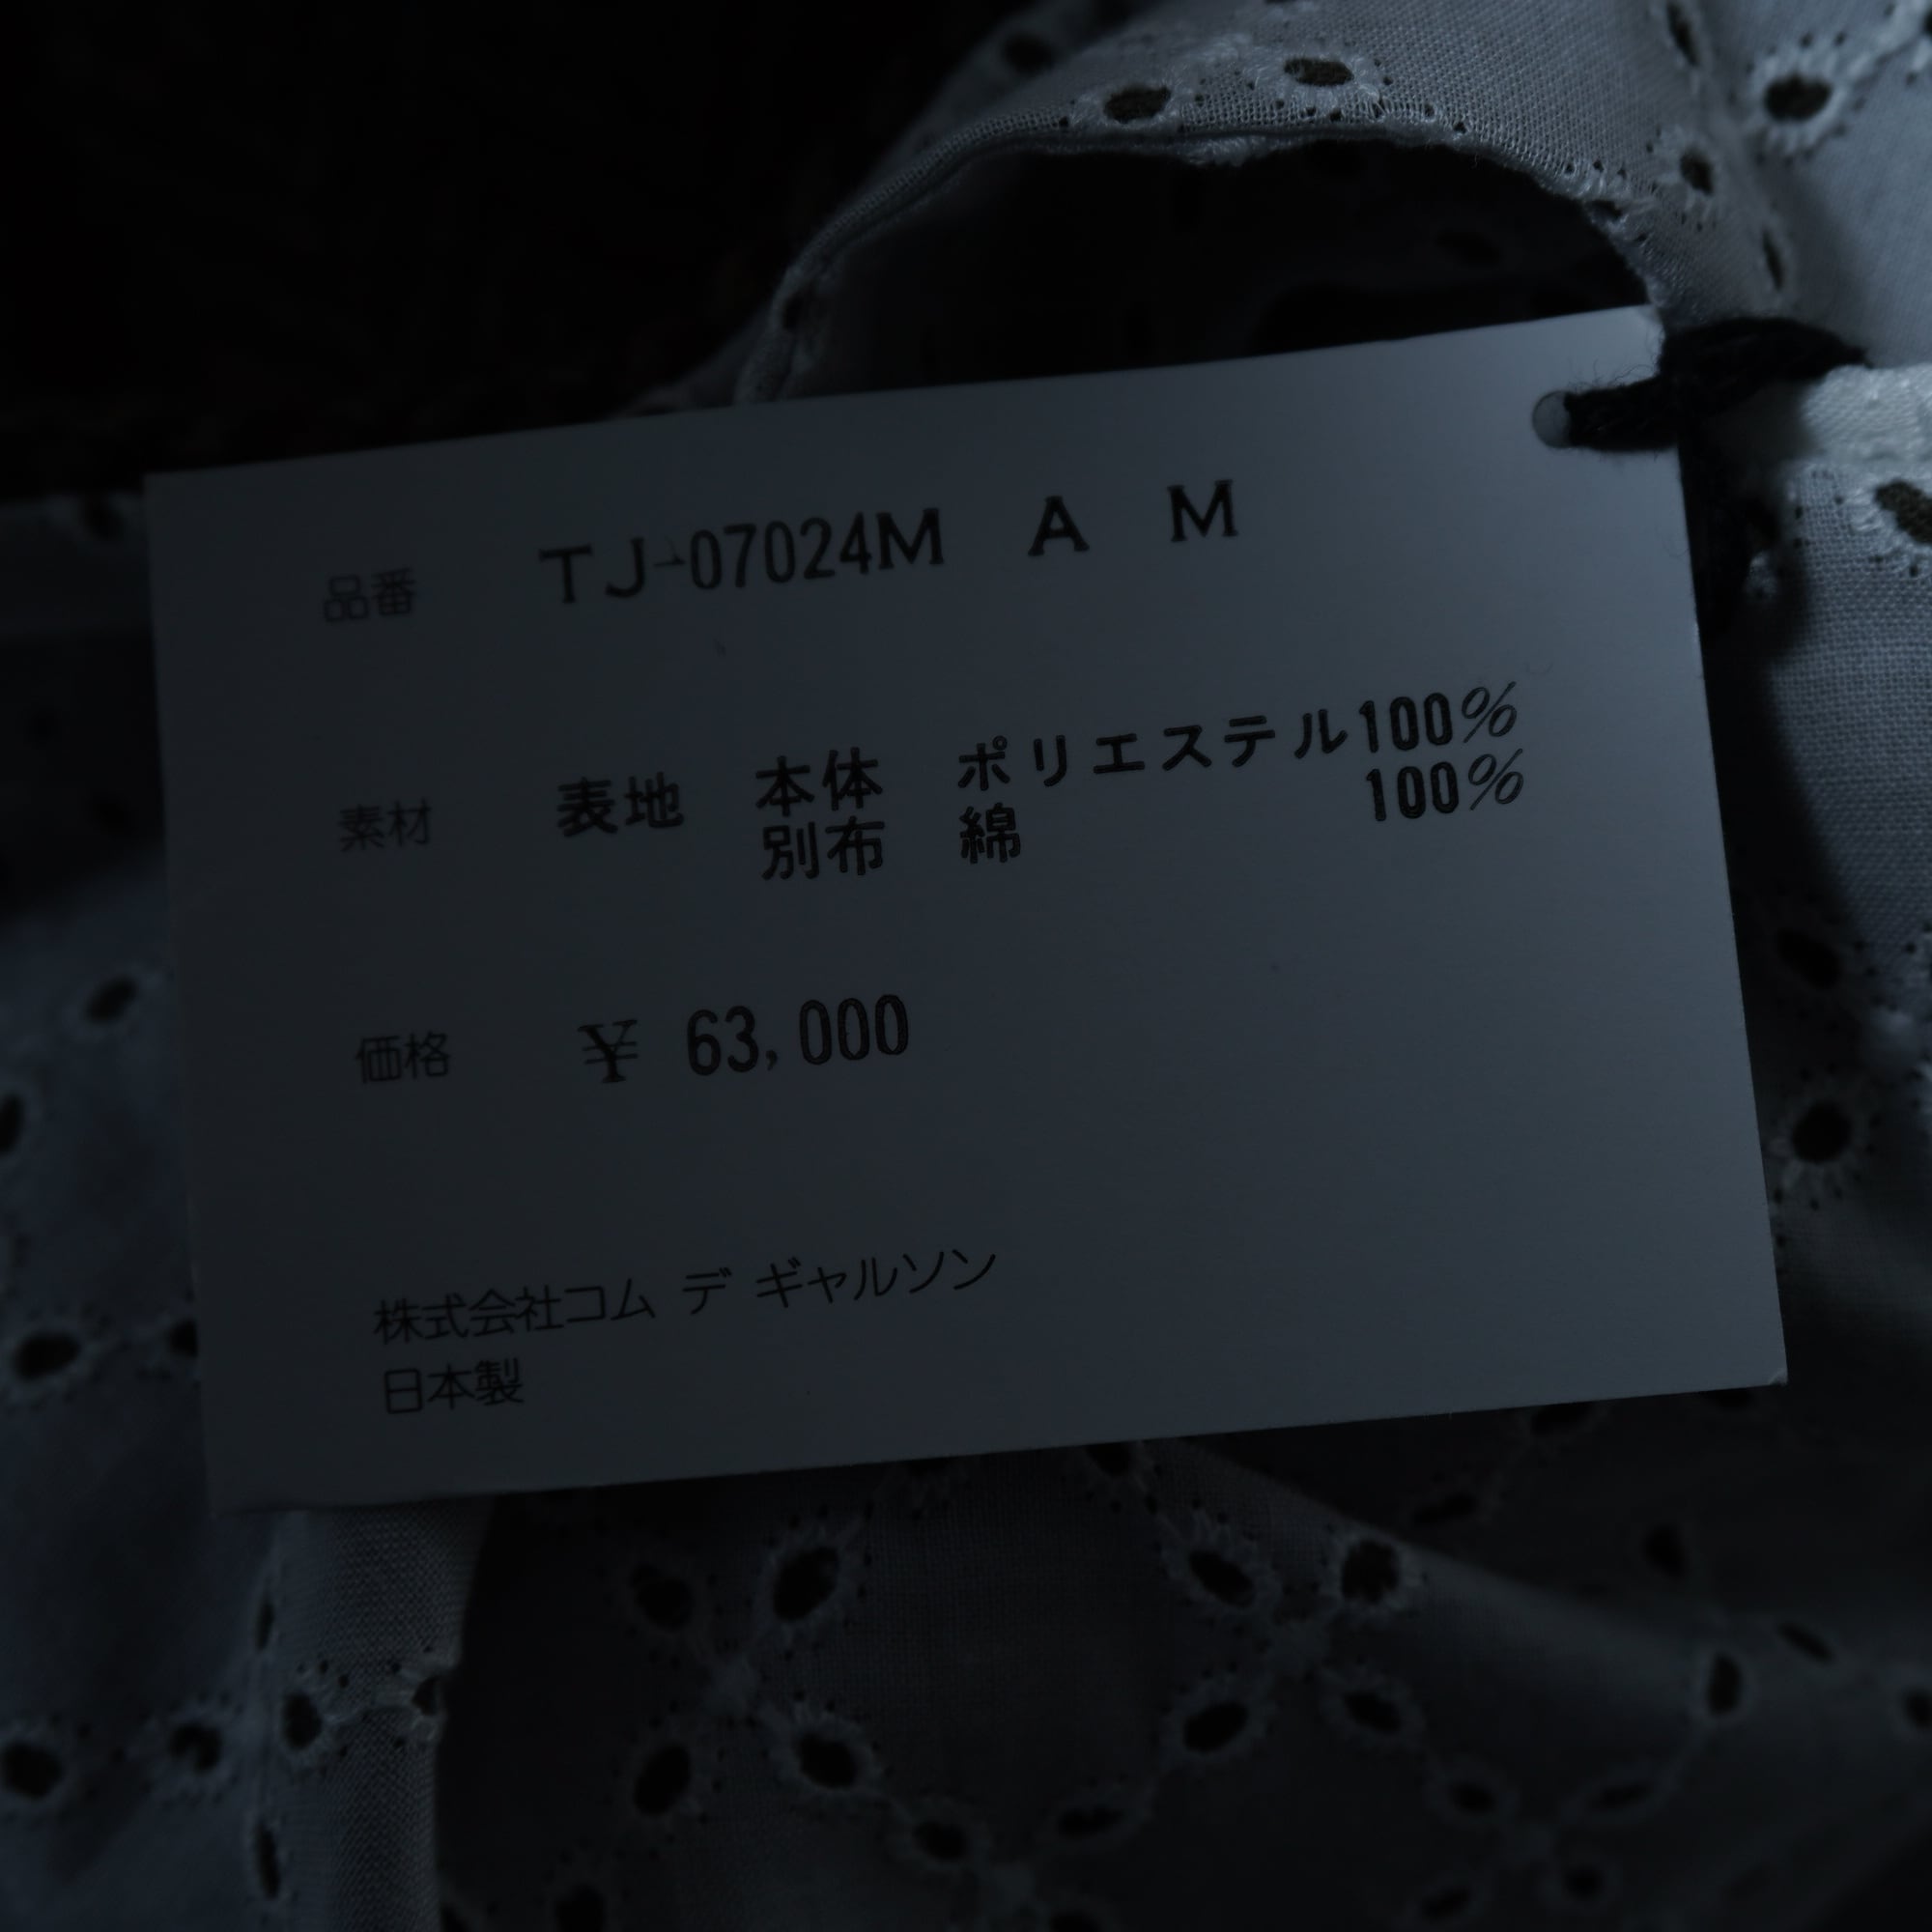 品番 TJ-07024M A M
素材 表地 本体 ポリエステル100%
別布 綿 100%
価格 ¥ 63,000
株式会社コム デ ギャルソン
日本製